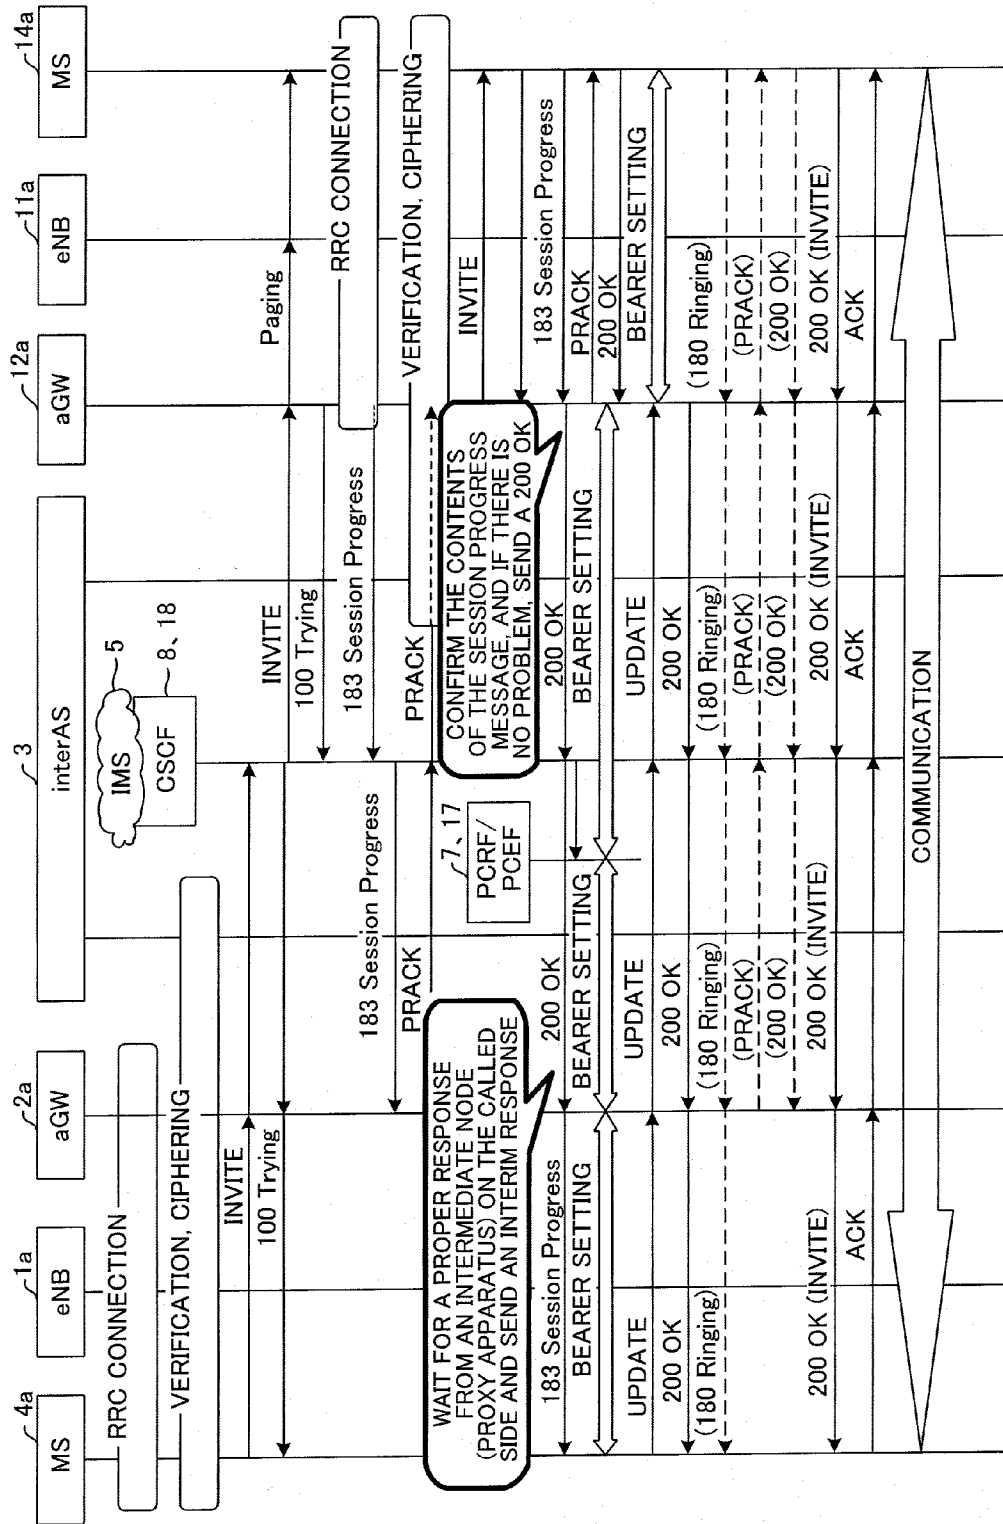 MS
4a
eNB
1a
aGW
2a
interAS
3
IMS
5
CSCF
8、18
aGW
12a
eNB
11a
MS
14a
RRC CONNECTION
VERIFICATION, CIPHERING
INVITE
100 Trying
INVITE
100 Trying
Paging
RRC CONNECTION
183 Session Progress
183 Session Progress
VERIFICATION, CIPHERING
PRACK
PRACK
WAIT FOR A PROPER RESPONSE
FROM AN INTERMEDIATE NODE
(PROXY APPARATUS) ON THE CALLED
SIDE AND SEND AN INTERIM RESPONSE
PCRF/
PCEF
7、17
CONFIRM THE CONTENTS
OF THE SESSION PROGRESS
MESSAGE, AND IF THERE IS
NO PROBLEM, SEND A 200 OK
INVITE
183 Session Progress
183 Session Progress
200 OK
200 OK
PRACK
200 OK
BEARER SETTING
BEARER SETTING
BEARER SETTING
BEARER SETTING
UPDATE
UPDATE
UPDATE
200 OK
200 OK
200 OK
(180 Ringing)
(180 Ringing)
(180 Ringing)
(180 Ringing)
(PRACK)
(PRACK)
(PRACK)
(200 OK)
(200 OK)
(200 OK)
200 OK (INVITE)
200 OK (INVITE)
200 OK (INVITE)
200 OK (INVITE)
ACK
ACK
ACK
COMMUNICATION